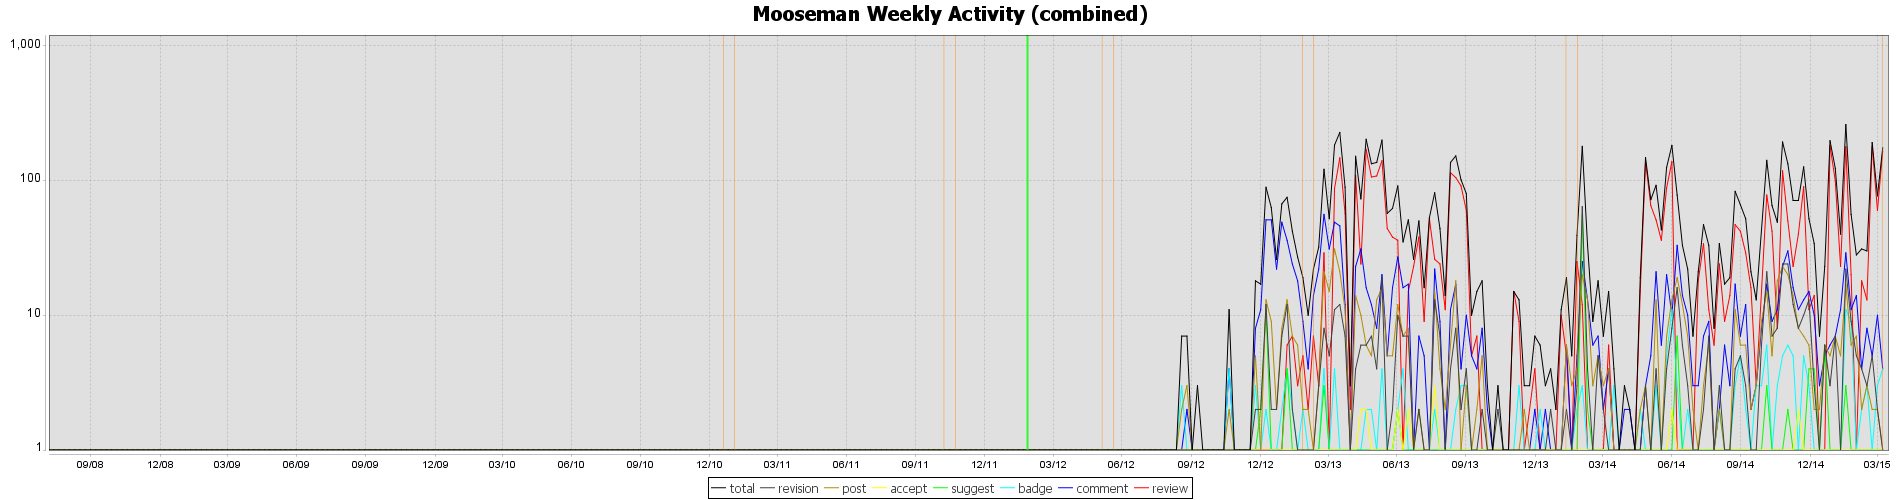 Mooseman Weekly Activity (combined)
1,000
100
10
1
09/08 12/08 03/09 06/09 09/09 12/09 03/10 06/10 09/10 12/10 03/11 06/11 09/11 12/11 03/12 06/12 09/12 12/12 03/13 06/13 09/13 12/13 03/14 06/14 09/14 12/14 03/15
total revision post accept suggest badge comment review